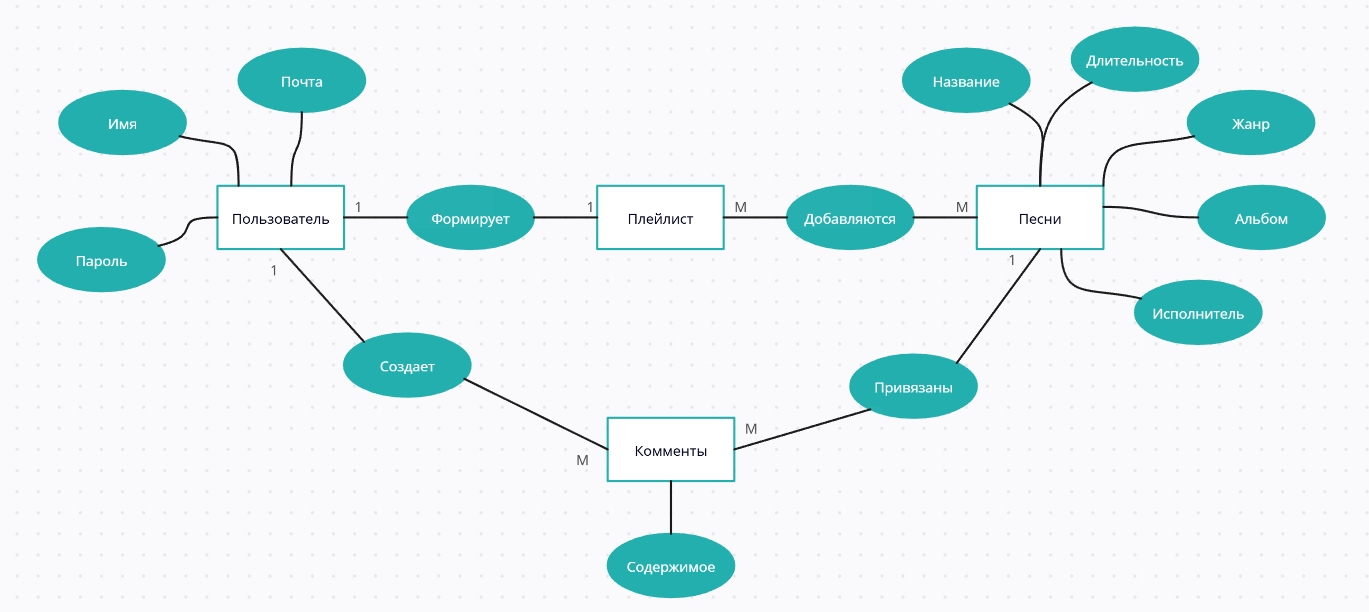 Длительность
Почта
Название
Имя
Жанр
1
1
M
M
Пользователь
Формирует
Плейлист
Добавляются
Песни
Альбом
Пароль
1
1
Исполнитель
Создает
Привязаны
M
Комменты
M
Содержимое